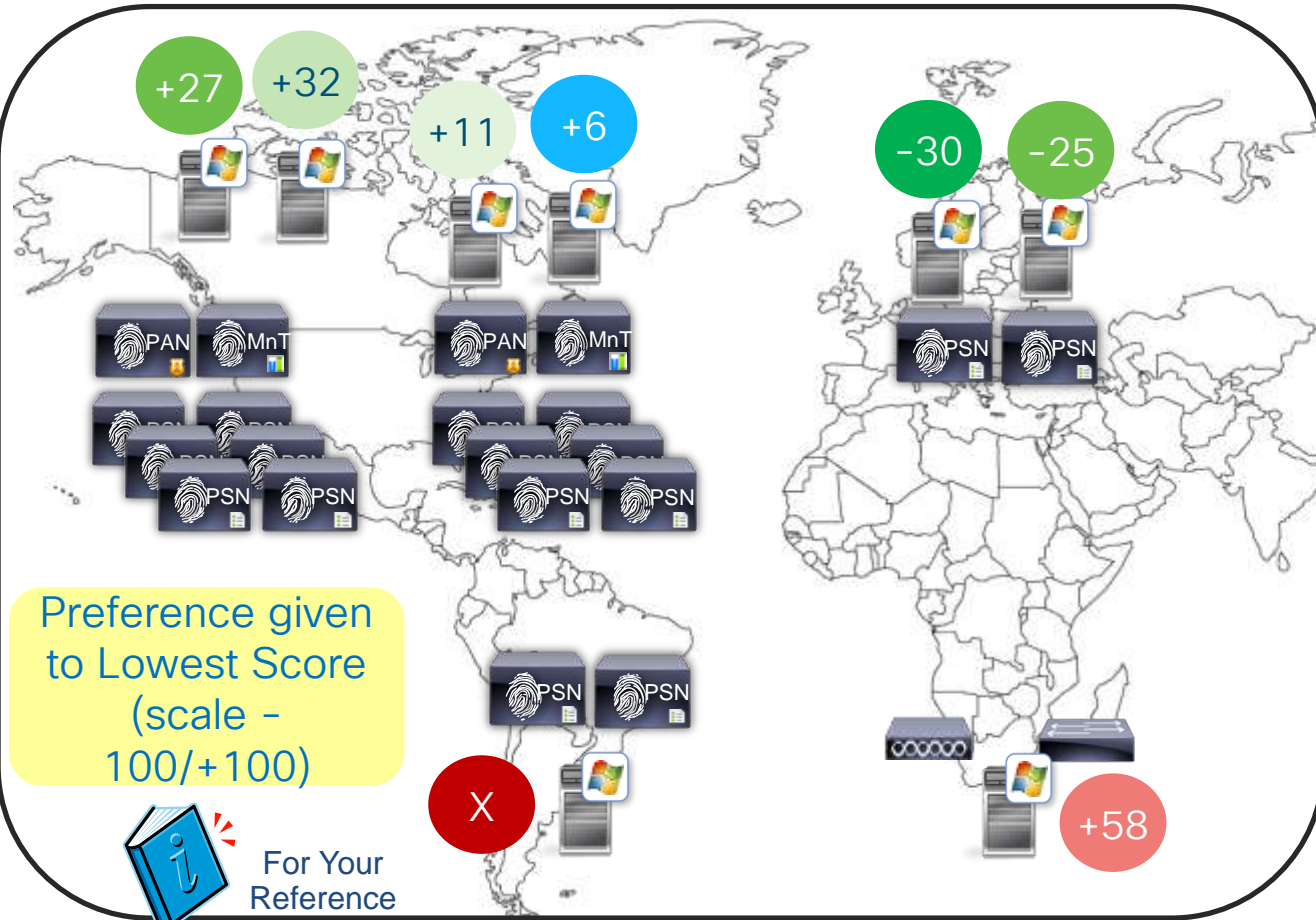 +27
+32
+11
+6
-30
-25
PAN
MnT
PAN
MnT
PSN
PSN
PSN
PSN
PSN
PSN
PSN
PSN
Preference given
to Lowest Score
(scale -
100/+100)
X
+58
i
For Your
Reference